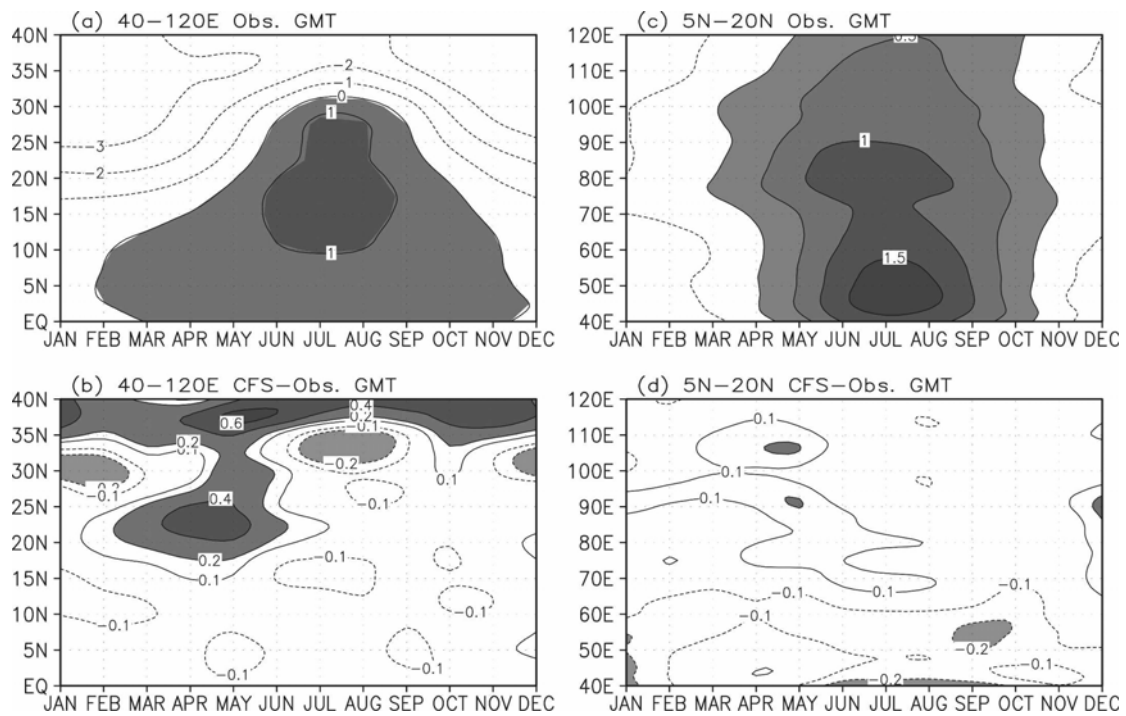 (a) 40-120E Obs. GMT
40N
35N
30N
25N
20N
15N
10N
5N
EQ
-2
-1
0
1
-3
-2
1
JAN FEB MAR APR MAY JUN JUL AUG SEP OCT NOV DEC
(c) 5N-20N Obs. GMT
120E
110E
100E
90E
80E
70E
60E
50E
40E
0.5
1
1.5
JAN FEB MAR APR MAY JUN JUL AUG SEP OCT NOV DEC
(b) 40-120E CFS-Obs. GMT
40N
35N
30N
25N
20N
15N
10N
5N
EQ
0.4
0.2
-0.1
0.6
0.2
0.1
-0.2
-0.2
-0.1
0.1
-0.1
0.4
0.2
0.1
-0.1
-0.1
-0.1
-0.1
-0.1
JAN FEB MAR APR MAY JUN JUL AUG SEP OCT NOV DEC
(d) 5N-20N CFS-Obs. GMT
120E
110E
100E
90E
80E
70E
60E
50E
40E
0.1
0.1
0.1
0.1
-0.1
-0.1
-0.1
-0.2
-0.1
-0.2
JAN FEB MAR APR MAY JUN JUL AUG SEP OCT NOV DEC